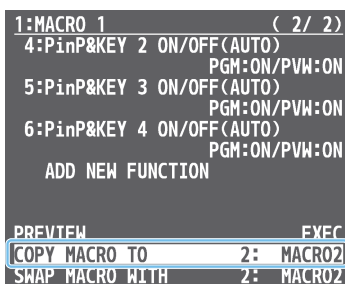 1:MACRO 1 ( 2/ 2)
4:PinP&KEY 2 ON/OFF(AUTO)
PGM:ON/PVW:ON
5:PinP&KEY 3 ON/OFF(AUTO)
PGM:ON/PVW:ON
6:PinP&KEY 4 ON/OFF(AUTO)
PGM:ON/PVW:ON
ADD NEW FUNCTION
PREVIEW EXEC
COPY MACRO TO 2: MACRO2
SWAP MACRO WITH 2: MACRO2